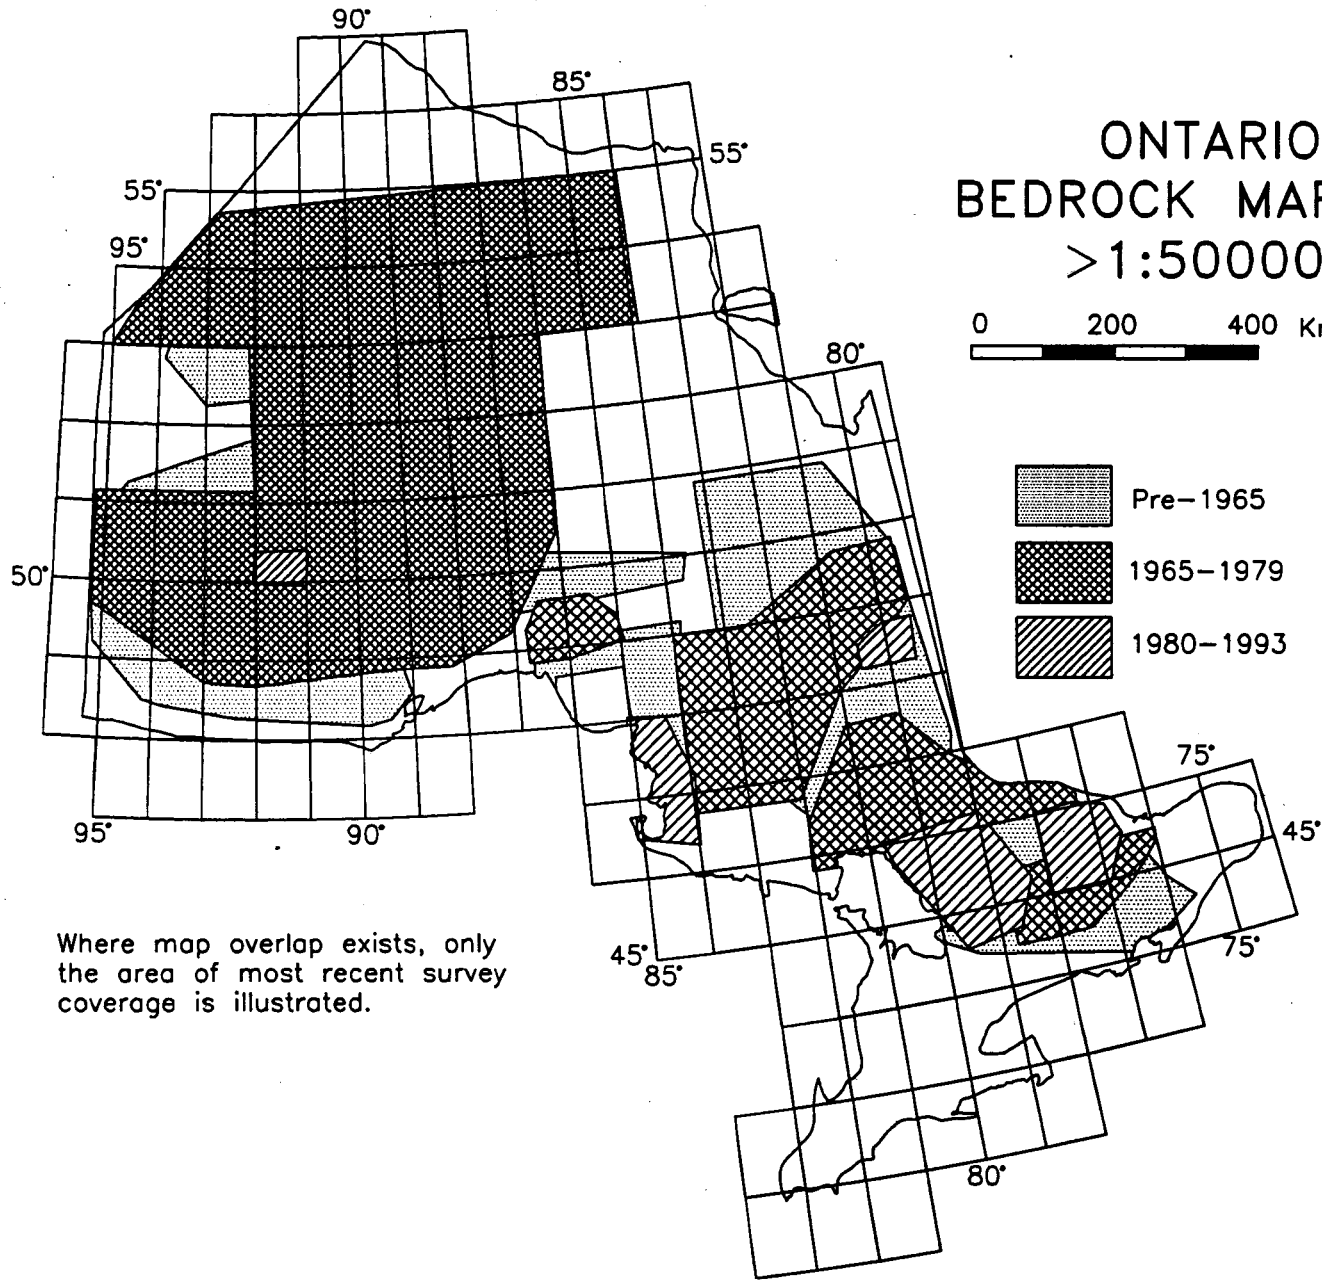 90°
85°
ONTARIO
55°
BEDROCK MAP
55°
>1:50000
95°
0 200 400 K
80°
Pre-1965
1965-1979
50°
1980-1993
75°
95°
90°
45°
Where map overlap exists, only
the area of most recent survey
coverage is illustrated.
45°
85°
75°
80°